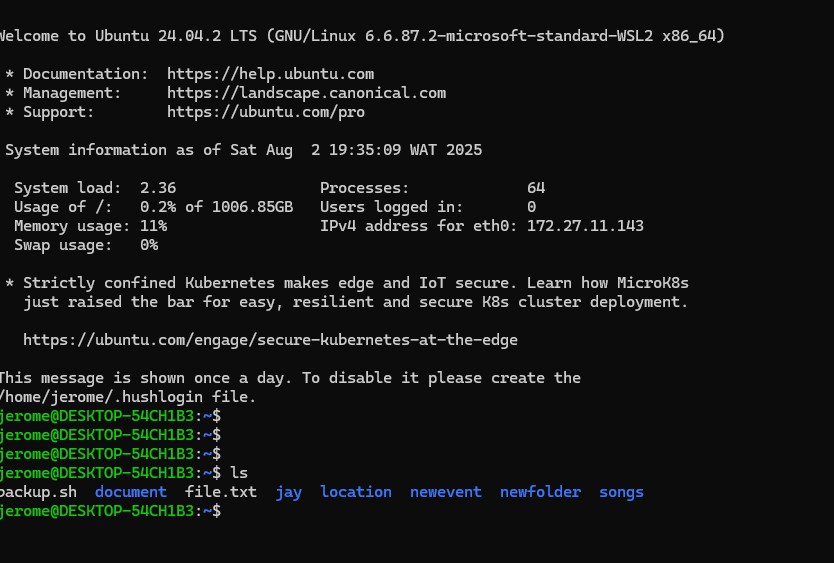 Welcome to Ubuntu 24.04.2 LTS (GNU/Linux 6.6.87.2-microsoft-standard-WSL2 x86_64)
* Documentation: https://help.ubuntu.com
* Management: https://landscape.canonical.com
* Support: https://ubuntu.com/pro
System information as of Sat Aug 2 19:35:09 WAT 2025
System load: 2.36 Processes: 64
Usage of /: 0.2% of 1006.85GB Users logged in: 0
Memory usage: 11% IPv4 address for eth0: 172.27.11.143
Swap usage: 0%
* Strictly confined Kubernetes makes edge and IoT secure. Learn how MicroK8s
just raised the bar for easy, resilient and secure K8s cluster deployment.
https://ubuntu.com/engage/secure-kubernetes-at-the-edge
This message is shown once a day. To disable it please create the
/home/jerome/.hushlogin file.
jerome@DESKTOP-54CH1B3:~$
jerome@DESKTOP-54CH1B3:~$
jerome@DESKTOP-54CH1B3:~$
jerome@DESKTOP-54CH1B3:~$ ls
backup.sh document file.txt jay location newevent newfolder songs
jerome@DESKTOP-54CH1B3:~$